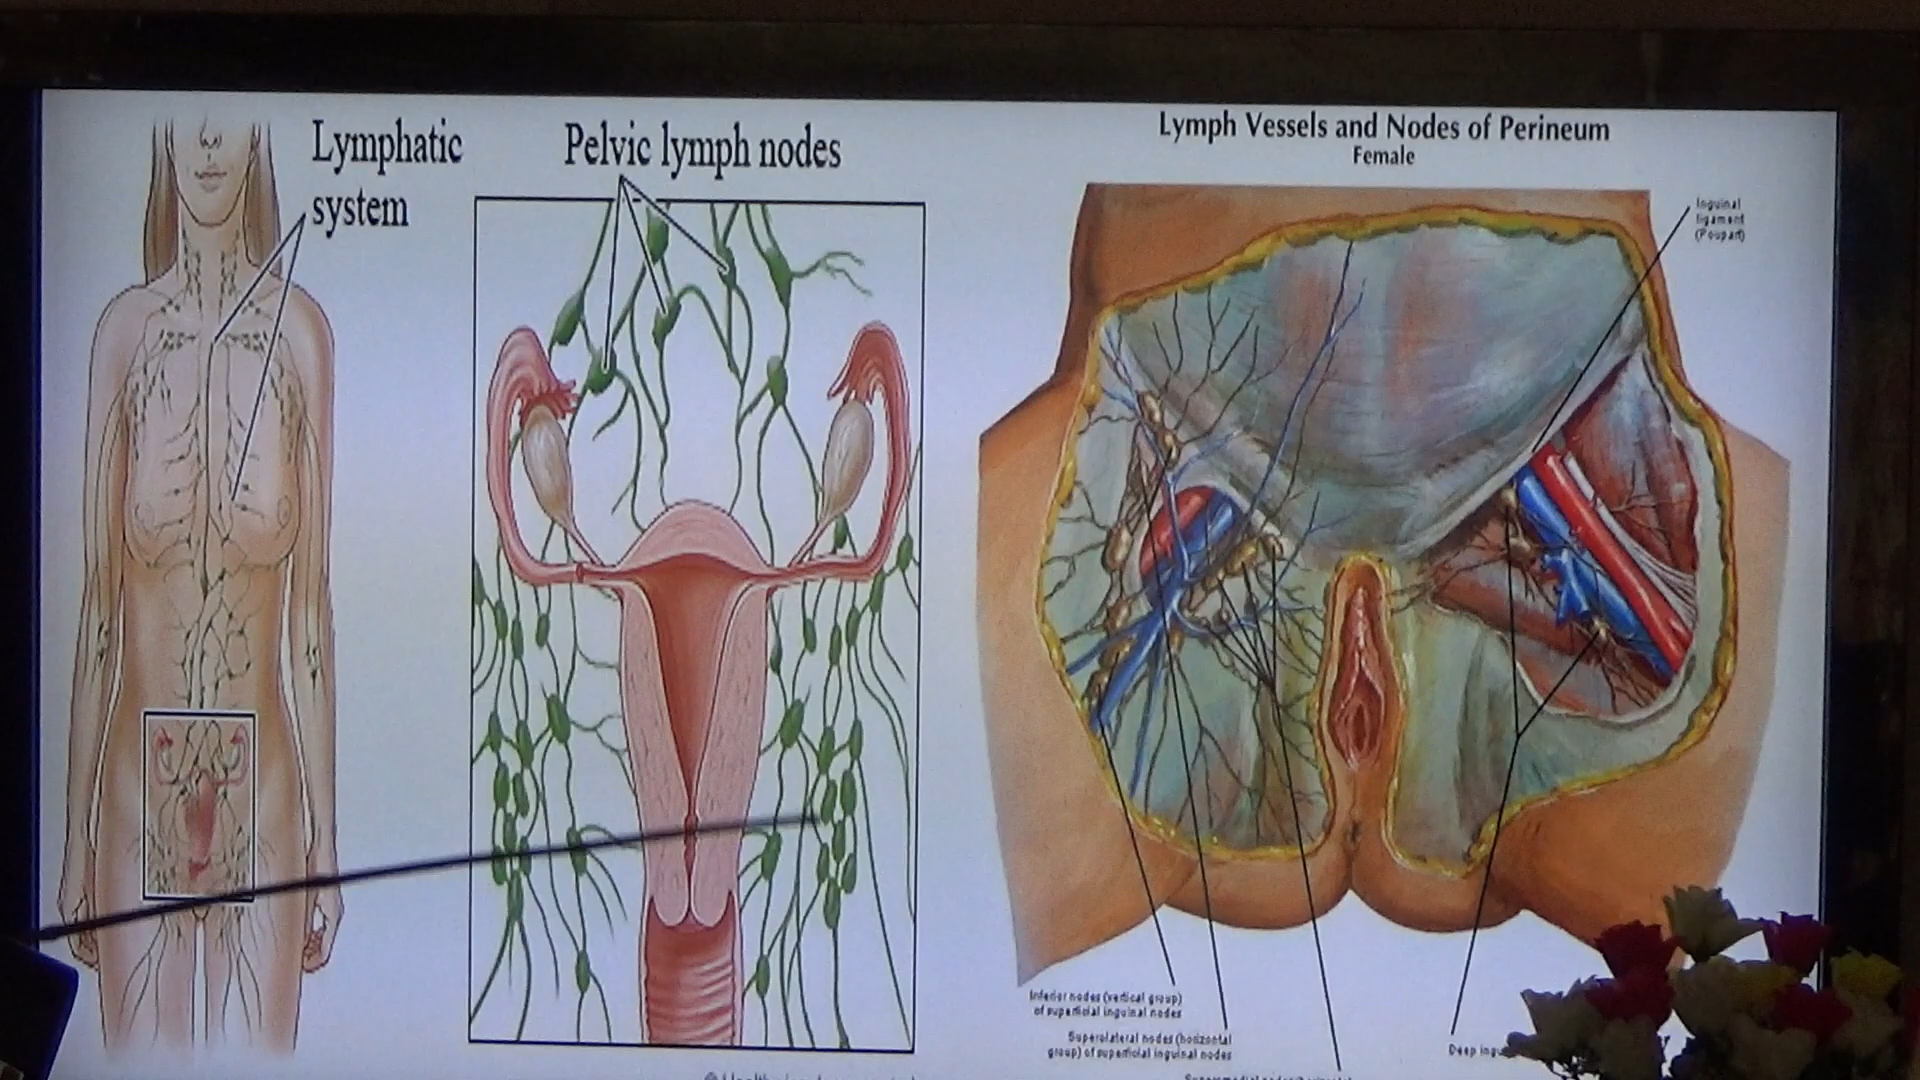 Lymphatic
system
Pelvic lymph nodes
Lymph Vessels and Nodes of Perineum
Female
Inguinal
ligament
(Poupart)
Inferior nodes (vertical group)
of superficial inguinal nodes
Superolateral nodes (horizontal
group) of superficial inguinal nodes
Deep